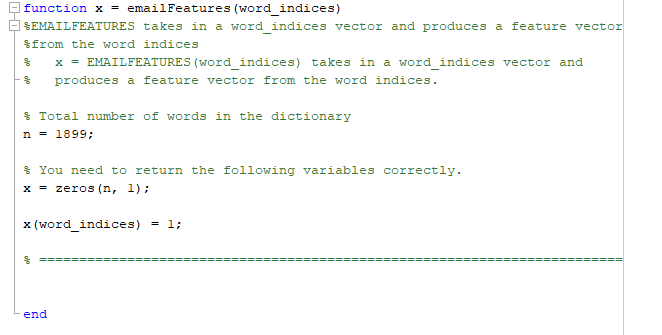 function x = emailFeatures(word_indices)
%EMAILFEATURES takes in a word_indices vector and produces a feature vector
%from the word indices
%   x = EMAILFEATURES(word_indices) takes in a word_indices vector and
%   produces a feature vector from the word indices.
% Total number of words in the dictionary
n = 1899;
% You need to return the following variables correctly.
x = zeros(n, 1);
x(word_indices) = 1;
% =========================================================================
end